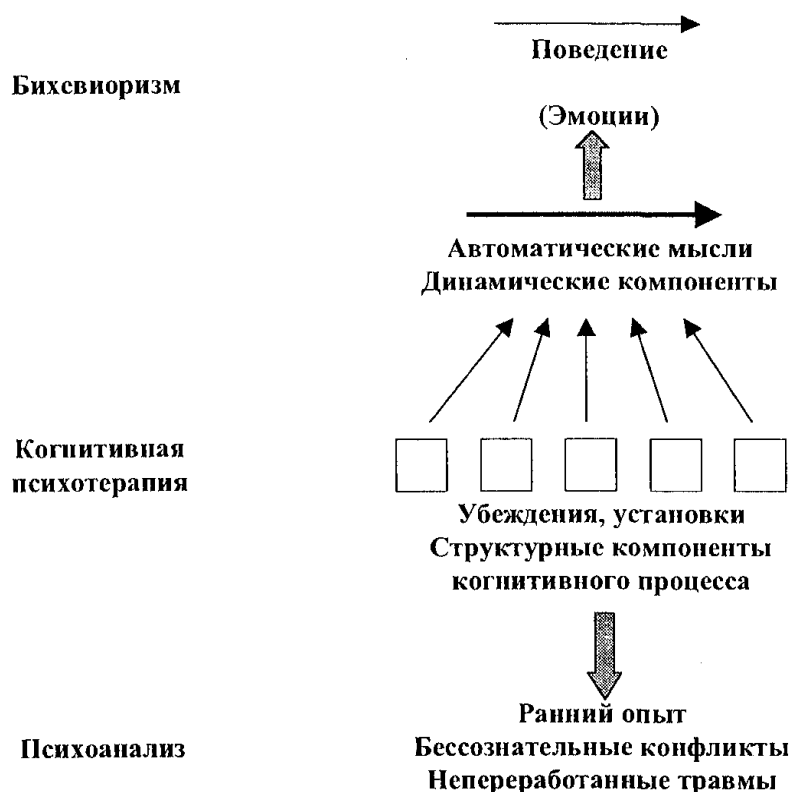 Поведение
Бихевиоризм
(Эмоции)
Автоматические мысли
Динамические компоненты
Когнитивная
психотерапия
Убеждения, установки
Структурные компоненты
когнитивного процесса
Ранний опыт
Психоанализ
Бессознательные конфликты
Непереработанные травмы